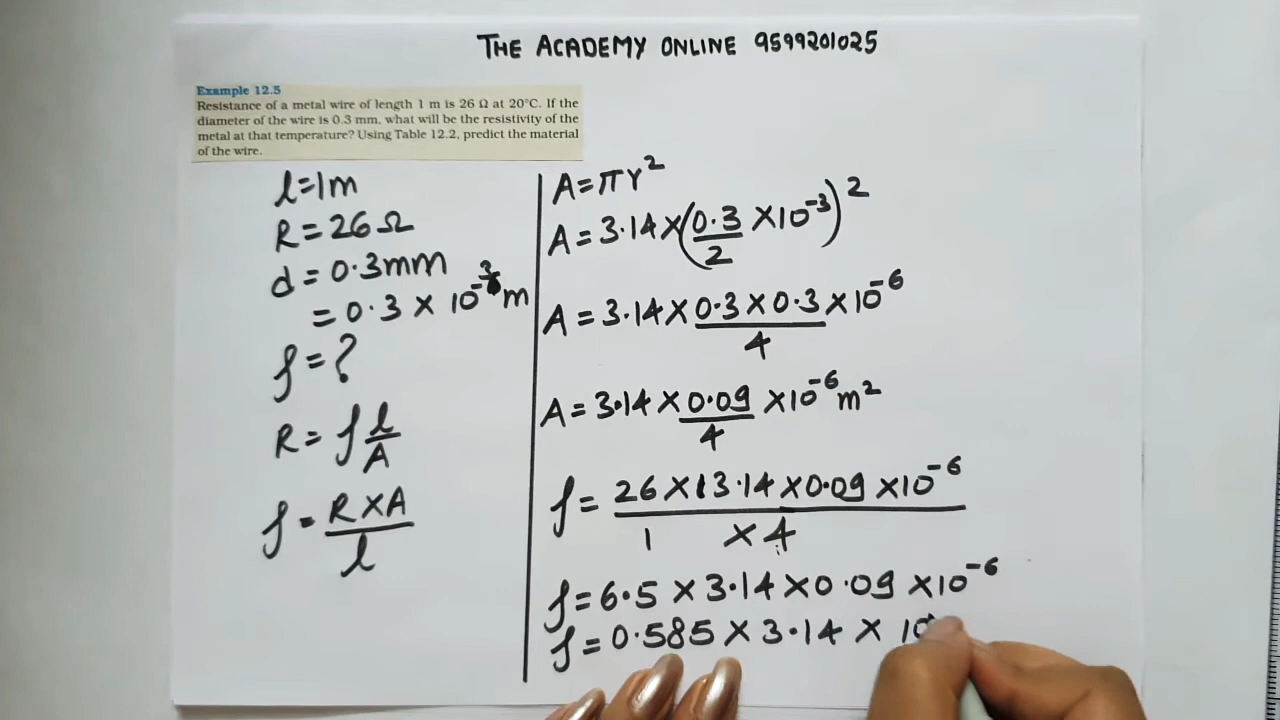 THE ACADEMY ONLINE 9599201025
Example 12.5
Resistance of a metal wire of length 1 m is 26 Ω at 20°C. If the
diameter of the wire is 0.3 mm, what will be the resistivity of the
metal at that temperature? Using Table 12.2, predict the material
of the wire.
l=1m
R=26Ω
d=0.3mm
=0.3×10⁻³m
ρ=?
R=ρ l/A
ρ=R×A/l
A=πr²
A=3.14×(0.3/2×10⁻³)²
A=3.14×0.3×0.3/4×10⁻⁶
A=3.14×0.09/4×10⁻⁶m²
ρ=26×3.14×0.09×10⁻⁶
1 ×4
ρ=6.5×3.14×0.09×10⁻⁶
ρ=0.585×3.14×10